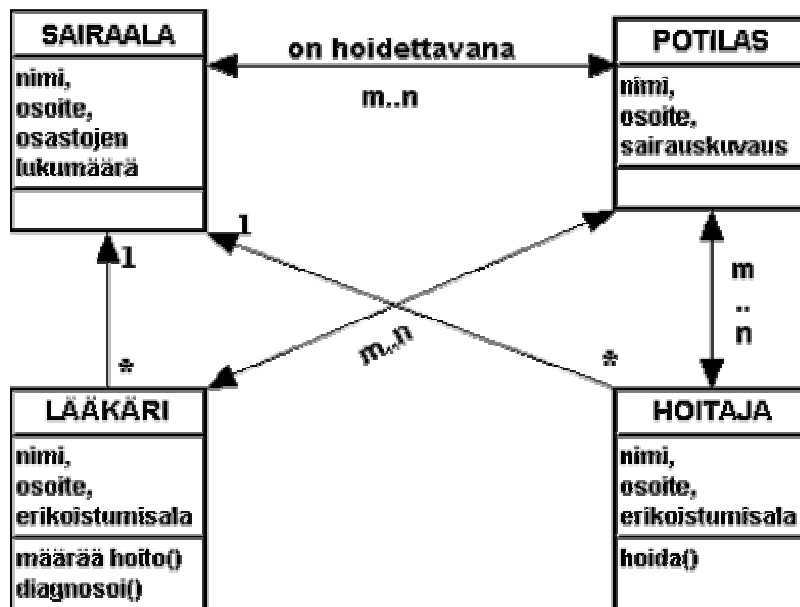 SAIRAALA
nimi,
osoite,
osastojen
lukumäärä
on hoidettavana
m..n
POTILAS
nimi,
osoite,
sairauskuvaus
1
1
m
..
n
m..n
*
*
LÄÄKÄRI
nimi,
osoite,
erikoistumisala
määrää hoito()
diagnosoi()
HOITAJA
nimi,
osoite,
erikoistumisala
hoida()